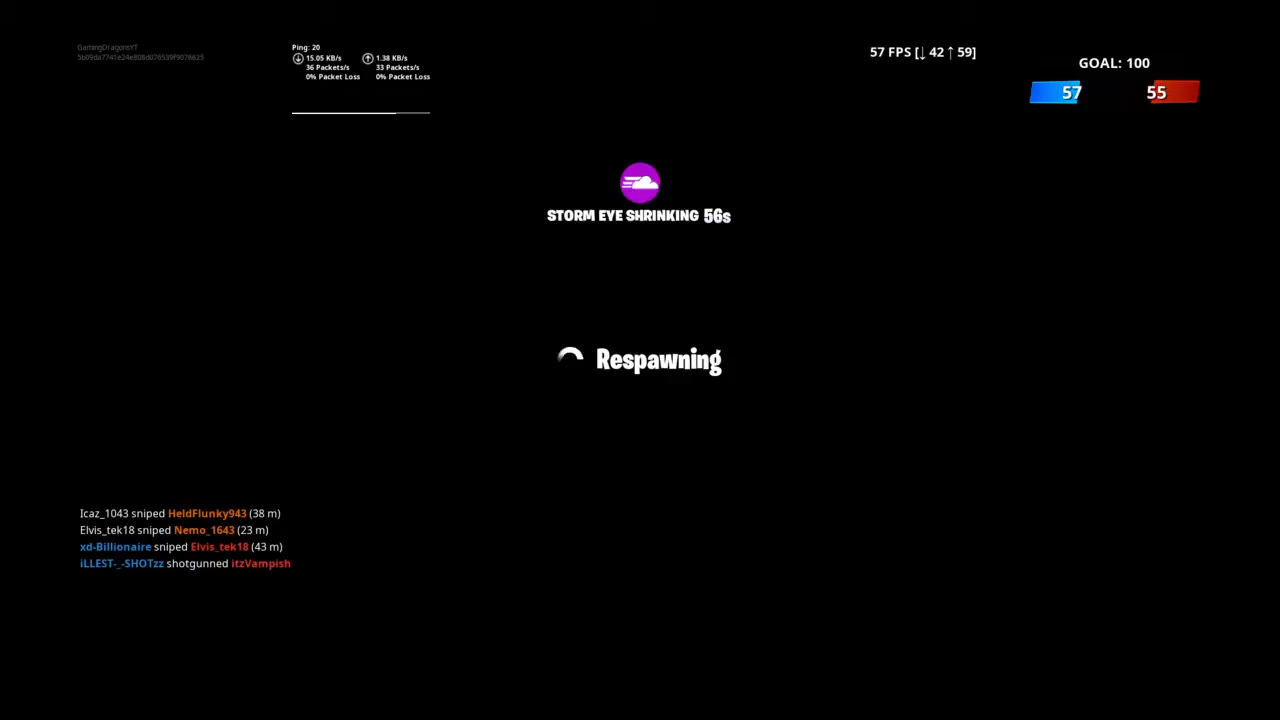 GamingDragonsYT
Ping: 20
15.05 KB/s
1.38 KB/s
36 Packets/s
33 Packets/s
0% Packet Loss
0% Packet Loss
57 FPS [↓ 42 ↑ 59]
GOAL: 100
57
55
STORM EYE SHRINKING 56s
Respawning
Icaz_1043 sniped HeldFlunky943 (38 m)
Elvis_tek18 sniped Nemo_1643 (23 m)
xd-Billionaire sniped Elvis_tek18 (43 m)
iLLEST-_-SHOTzz shotgunned itzVampish